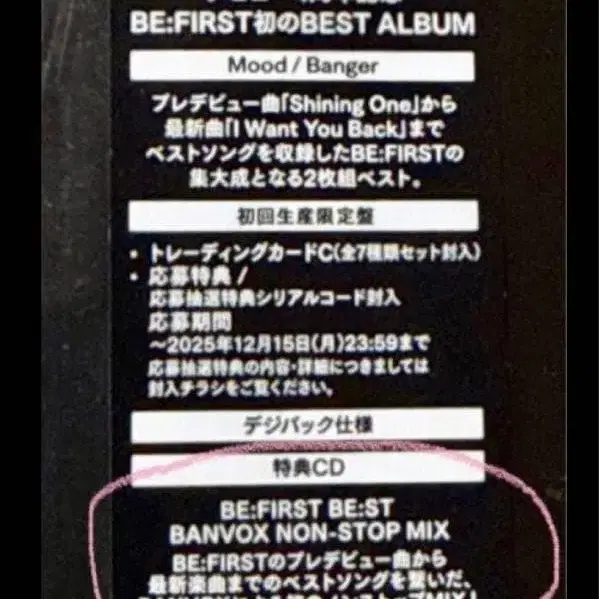 BE:FIRST初のBEST ALBUM
Mood / Banger
プレデビュー曲「Shining One」から
最新曲「I Want You Back」まで
ベストソングを収録したBE:FIRSTの
集大成となる2枚組ベスト。
初回生産限定盤
・トレーディングカードC(全7種類セット封入)
・応募特典 /
応募抽選特典シリアルコード封入
応募期間
〜2025年12月15日(月)23:59まで
応募抽選特典の内容・詳細につきましては
封入チラシをご覧ください。
デジパック仕様
特典CD
BE:FIRST BE:ST
BANVOX NON-STOP MIX
BE:FIRSTのプレデビュー曲から
最新楽曲までのベストソングを繋いだ、